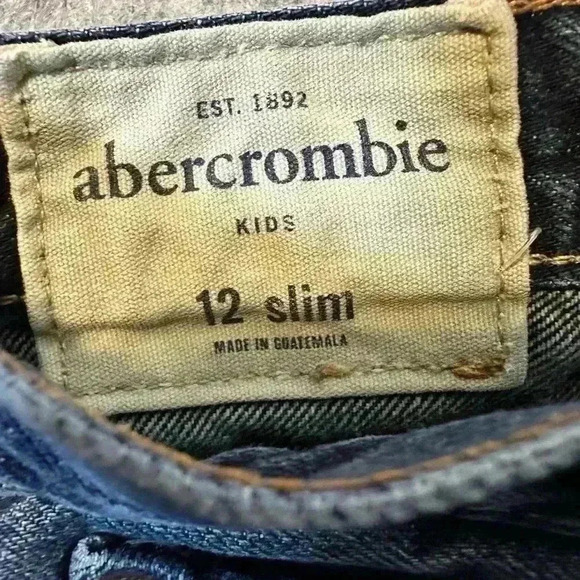 EST. 1892
abercrombie
KIDS
12 slim
MADE IN GUATEMALA